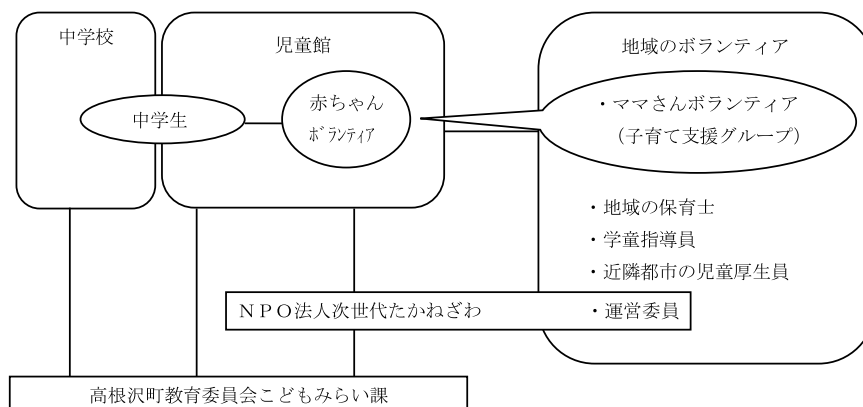 中学校
児童館
地域のボランティア
中学生
赤ちゃん
ﾎﾞﾗﾝﾃｨｱ
・ママさんボランティア
(子育て支援グループ)
・地域の保育士
・学童指導員
・近隣都市の児童厚生員
NPO法人次世代たかねざわ
・運営委員
高根沢町教育委員会こどもみらい課